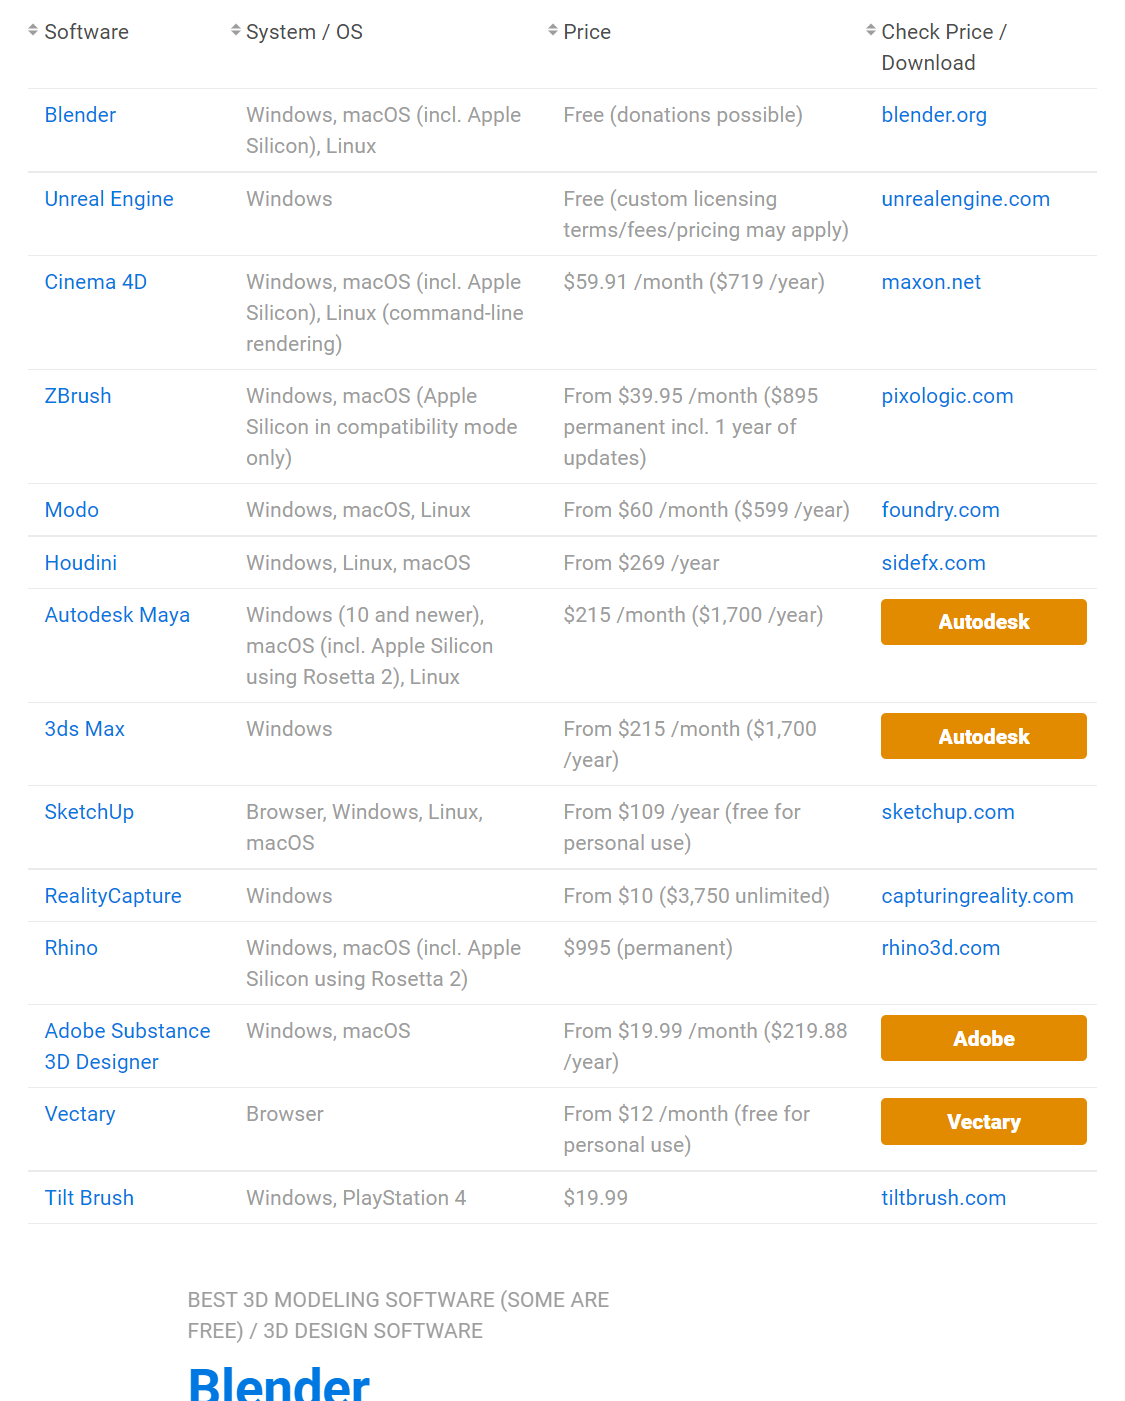 Software System / OS Price Check Price /
Download
Blender Windows, macOS (incl. Apple Free (donations possible) blender.org
Silicon), Linux
Unreal Engine Windows Free (custom licensing unrealengine.com
terms/fees/pricing may apply)
Cinema 4D Windows, macOS (incl. Apple $59.91 /month ($719 /year) maxon.net
Silicon), Linux (command-line
rendering)
ZBrush Windows, macOS (Apple From $39.95 /month ($895 pixologic.com
Silicon in compatibility mode permanent incl. 1 year of
only) updates)
Modo Windows, macOS, Linux From $60 /month ($599 /year) foundry.com
Houdini Windows, Linux, macOS From $269 /year sidefx.com
Autodesk Maya Windows (10 and newer), $215 /month ($1,700 /year) Autodesk
macOS (incl. Apple Silicon
using Rosetta 2), Linux
3ds Max Windows From $215 /month ($1,700 Autodesk
/year)
SketchUp Browser, Windows, Linux, From $109 /year (free for sketchup.com
macOS personal use)
RealityCapture Windows From $10 ($3,750 unlimited) capturingreality.com
Rhino Windows, macOS (incl. Apple $995 (permanent) rhino3d.com
Silicon using Rosetta 2)
Adobe Substance Windows, macOS From $19.99 /month ($219.88 Adobe
3D Designer /year)
Vectary Browser From $12 /month (free for Vectary
personal use)
Tilt Brush Windows, PlayStation 4 $19.99 tiltbrush.com
BEST 3D MODELING SOFTWARE (SOME ARE
FREE) / 3D DESIGN SOFTWARE
Blender